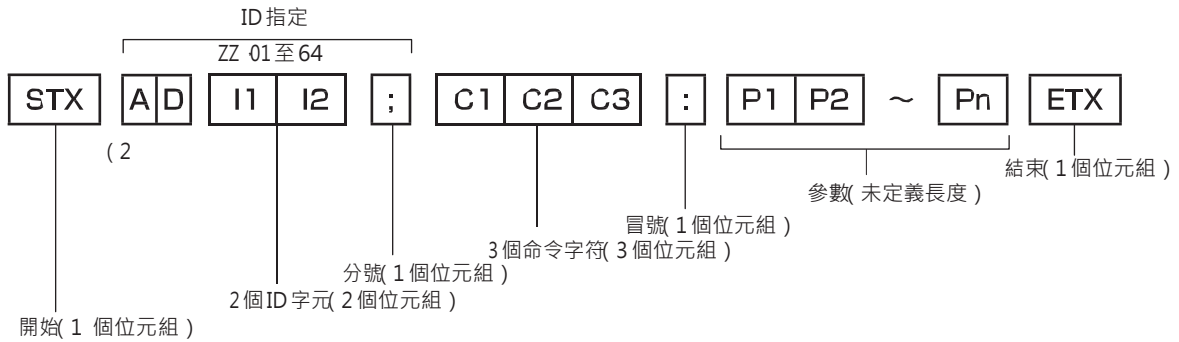 ID指定
ZZ 01至64
STX A D I1 I2 ; C1 C2 C3 : P1 P2 ～ Pn ETX
(2
結束(1個位元組)
參數(未定義長度)
冒號(1個位元組)
3個命令字符(3個位元組)
分號(1個位元組)
2個ID字元(2個位元組)
開始(1 個位元組)